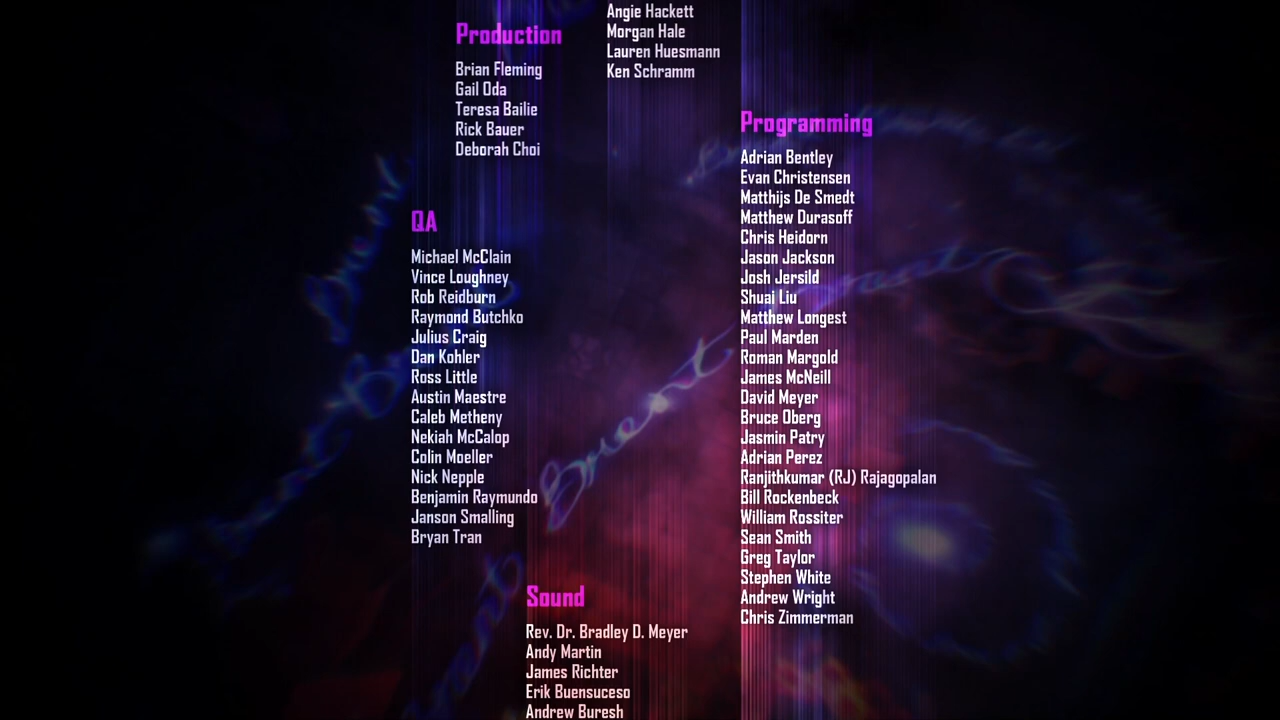 Angie Hackett
Morgan Hale
Lauren Huesmann
Ken Schramm
Production
Brian Fleming
Gail Oda
Teresa Bailie
Rick Bauer
Deborah Choi
QA
Michael McClain
Vince Loughney
Rob Reidburn
Raymond Butchko
Julius Craig
Dan Kohler
Ross Little
Austin Maestre
Caleb Metheny
Nekiah McCalop
Colin Moeller
Nick Nepple
Benjamin Raymundo
Janson Smalling
Bryan Tran
Programming
Adrian Bentley
Evan Christensen
Matthijs De Smedt
Matthew Durasoff
Chris Heidorn
Jason Jackson
Josh Jersild
Shuai Liu
Matthew Longest
Paul Marden
Roman Margold
James McNeill
David Meyer
Bruce Oberg
Jasmin Patry
Adrian Perez
Ranjithkumar (RJ) Rajagopalan
Bill Rockenbeck
William Rossiter
Sean Smith
Greg Taylor
Stephen White
Andrew Wright
Chris Zimmerman
Sound
Rev. Dr. Bradley D. Meyer
Andy Martin
James Richter
Erik Buensuceso
Andrew Buresh